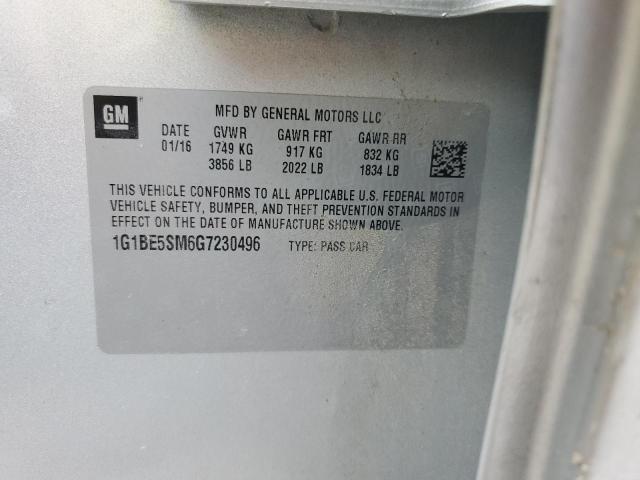 GM
MFD BY GENERAL MOTORS LLC
DATE GVWR GAWR FRT GAWR RR
01/16 1749 KG 917 KG 832 KG
3856 LB 2022 LB 1834 LB
THIS VEHICLE CONFORMS TO ALL APPLICABLE U.S. FEDERAL MOTOR
VEHICLE SAFETY, BUMPER, AND THEFT PREVENTION STANDARDS IN
EFFECT ON THE DATE OF MANUFACTURE SHOWN ABOVE.
1G1BE5SM6G7230496 TYPE: PASS CAR